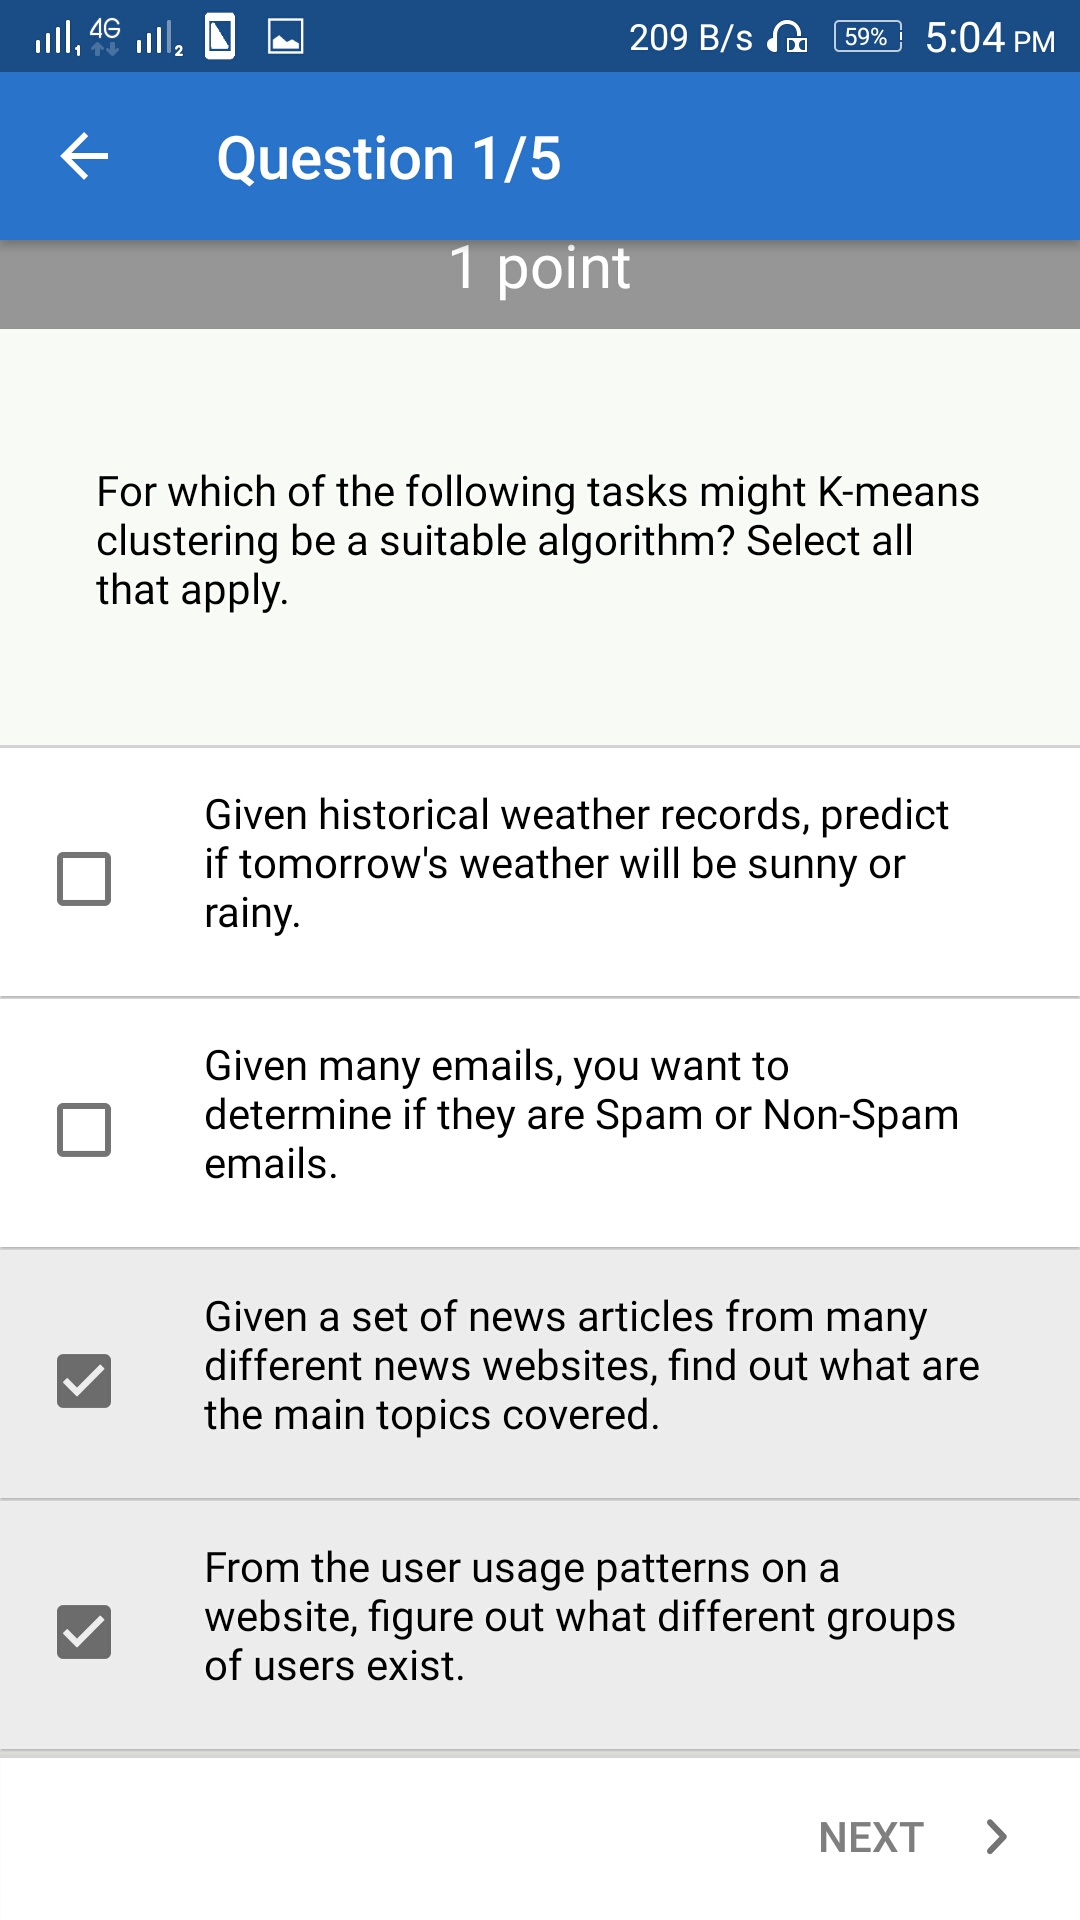 1 4G 2 209 B/s 59% 5:04 PM
Question 1/5
1 point
For which of the following tasks might K-means
clustering be a suitable algorithm? Select all
that apply.
Given historical weather records, predict
if tomorrow's weather will be sunny or
rainy.
Given many emails, you want to
determine if they are Spam or Non-Spam
emails.
Given a set of news articles from many
different news websites, find out what are
the main topics covered.
From the user usage patterns on a
website, figure out what different groups
of users exist.
NEXT